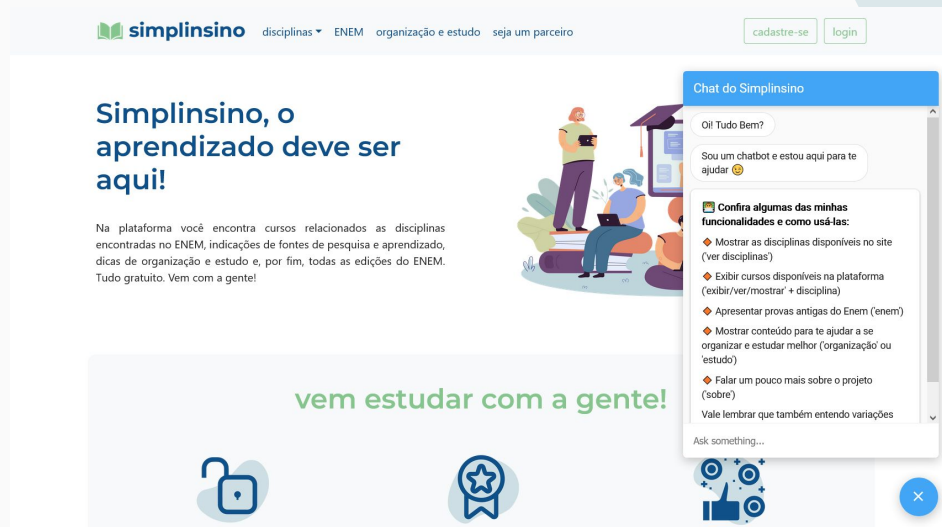 simplinsino
disciplinas ENEM organização e estudo seja um parceiro
cadastre-se login
Simplinsino, o
aprendizado deve ser
aqui!
Na plataforma você encontra cursos relacionados as disciplinas
encontradas no ENEM, indicações de fontes de pesquisa e aprendizado,
dicas de organização e estudo e, por fim, todas as edições do ENEM.
Tudo gratuito. Vem com a gente!
vem estudar com a gente!
Chat do Simplinsino
Oi! Tudo Bem?
Sou um chatbot e estou aqui para te
ajudar 😉
Confira algumas das minhas
funcionalidades e como usá-las:
Mostrar as disciplinas disponíveis no site
('ver disciplinas')
Exibir cursos disponíveis na plataforma
('exibir/ver/mostrar' + disciplina)
Apresentar provas antigas do Enem ('enem')
Mostrar conteúdo para te ajudar a se
organizar e estudar melhor ('organização' ou
'estudo')
Falar um pouco mais sobre o projeto
('sobre')
Vale lembrar que também entendo variações
Ask something...